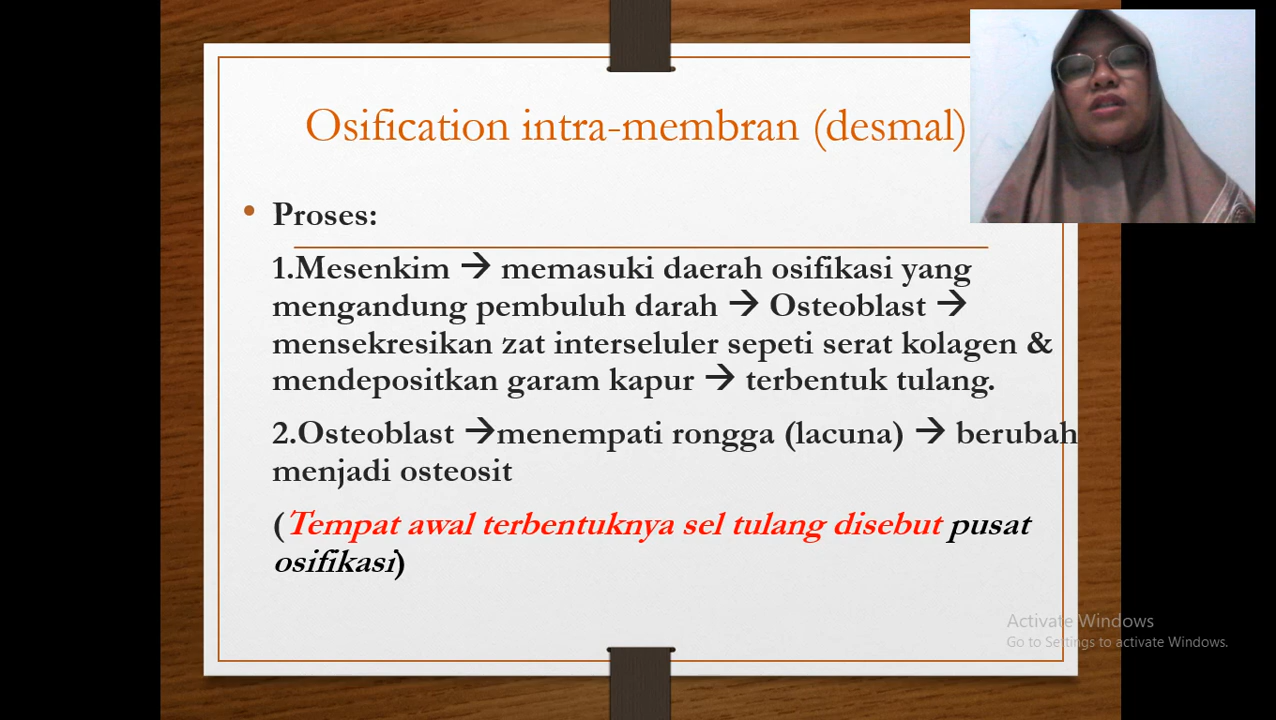 Osification intra-membran (desmal)
• Proses:
1.Mesenkim → memasuki daerah osifikasi yang
mengandung pembuluh darah → Osteoblast →
mensekresikan zat interseluler sepeti serat kolagen &
mendepositkan garam kapur → terbentuk tulang.
2.Osteoblast →menempati rongga (lacuna) → berubah
menjadi osteosit
(Tempat awal terbentuknya sel tulang disebut pusat
osifikasi)
Activate Windows
Go to Settings to activate Windows.